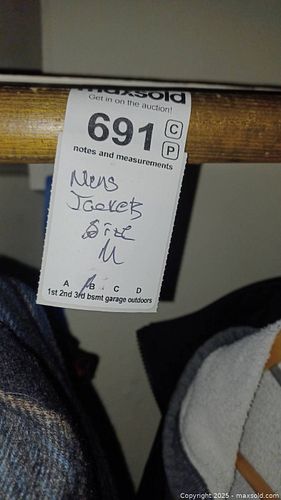 maxsold
Get in on the auction!
691 C
P
notes and measurements
Mens
Jackets
Size
M
A B C D
1st 2nd 3rd bsmt garage outdoors
Copyright 2025 - maxsold.com